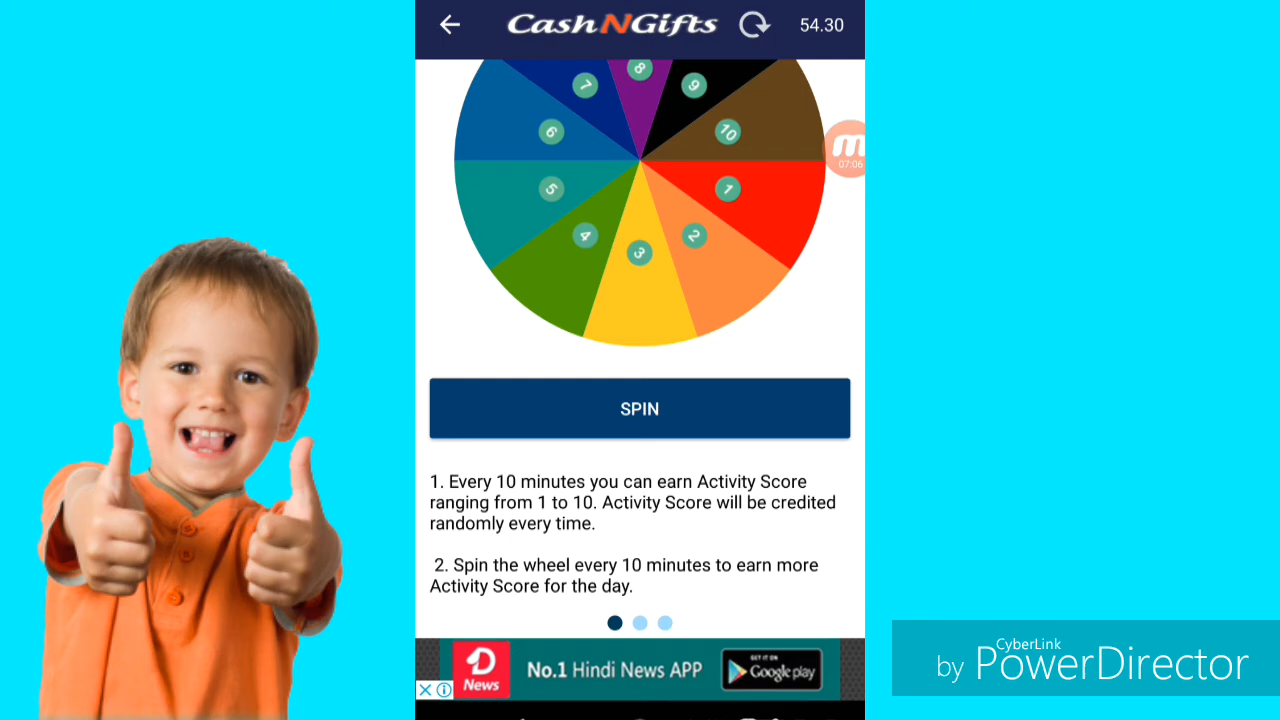 CashNGifts
54.30
8
7
9
6
10
07:06
5
1
4
2
3
SPIN
1. Every 10 minutes you can earn Activity Score
ranging from 1 to 10. Activity Score will be credited
randomly every time.
2. Spin the wheel every 10 minutes to earn more
Activity Score for the day.
News
No.1 Hindi News APP
GET IT ON
Google play
CyberLink
by PowerDirector